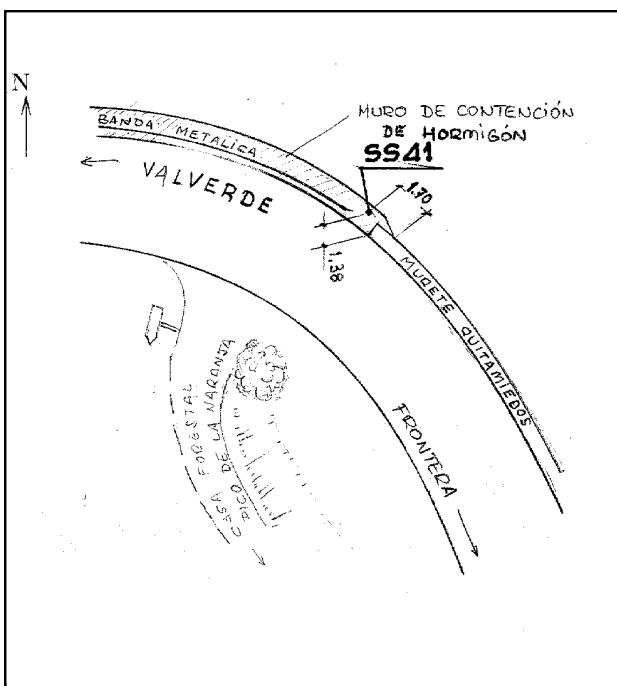 N
MURO DE CONTENCIÓN
DE HORMIGÓN
SS41
BANDA METALICA
VALVERDE
1.70
1,38
MURETE QUITAMIEDOS
FRONTERA
CASA FORESTAL
PICO DE LA NARANJA